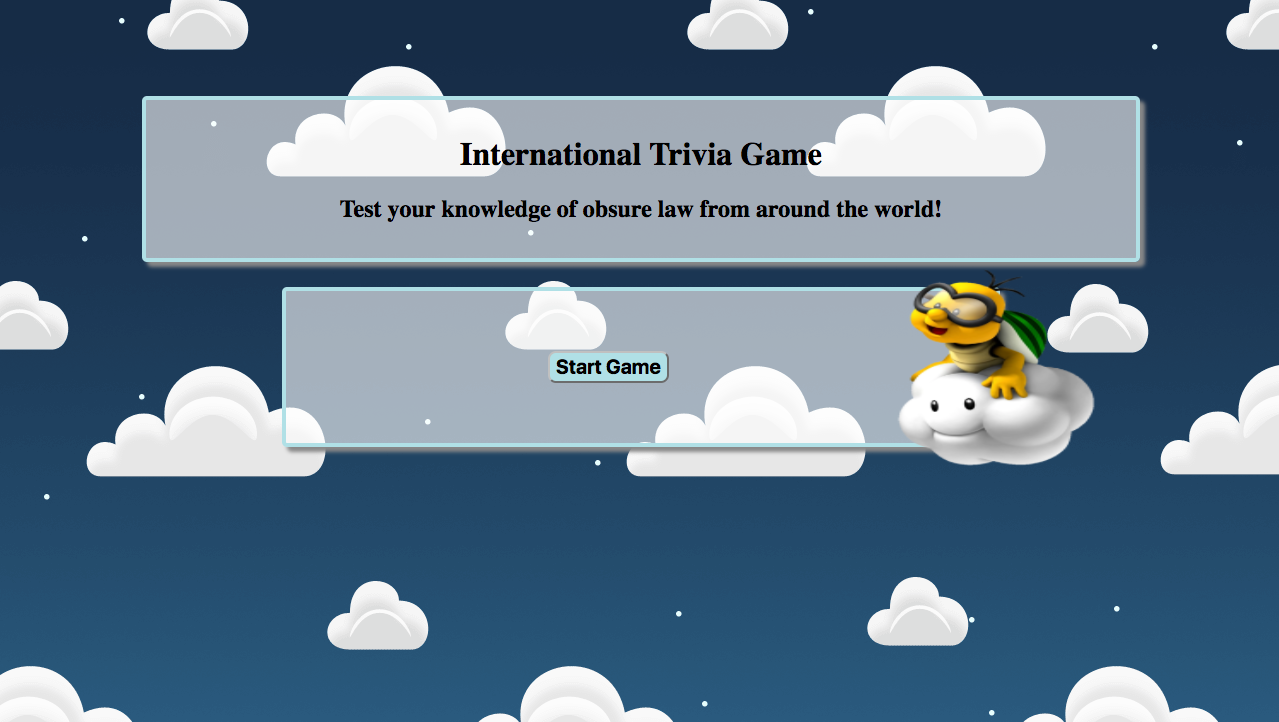 International Trivia Game
Test your knowledge of obsure law from around the world!
Start Game